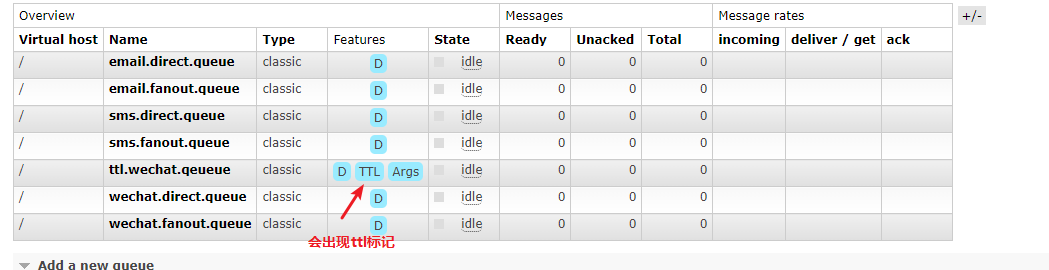 Overview Messages Message rates +/-
Virtual host Name Type Features State Ready Unacked Total incoming deliver / get ack
/ email.direct.queue classic D idle 0 0 0
/ email.fanout.queue classic D idle 0 0 0
/ sms.direct.queue classic D idle 0 0 0
/ sms.fanout.queue classic D idle 0 0 0
/ ttl.wechat.qeueue classic D TTL Args idle 0 0 0
/ wechat.direct.queue classic D idle 0 0 0
/ wechat.fanout.queue classic D idle 0 0 0
会出现ttl标记
Add a new queue